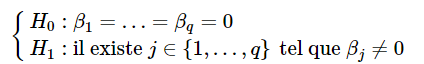 H₀ : β₁ = … = β_q = 0
H₁ : il existe j ∈ {1, …, q} tel que β_j ≠ 0